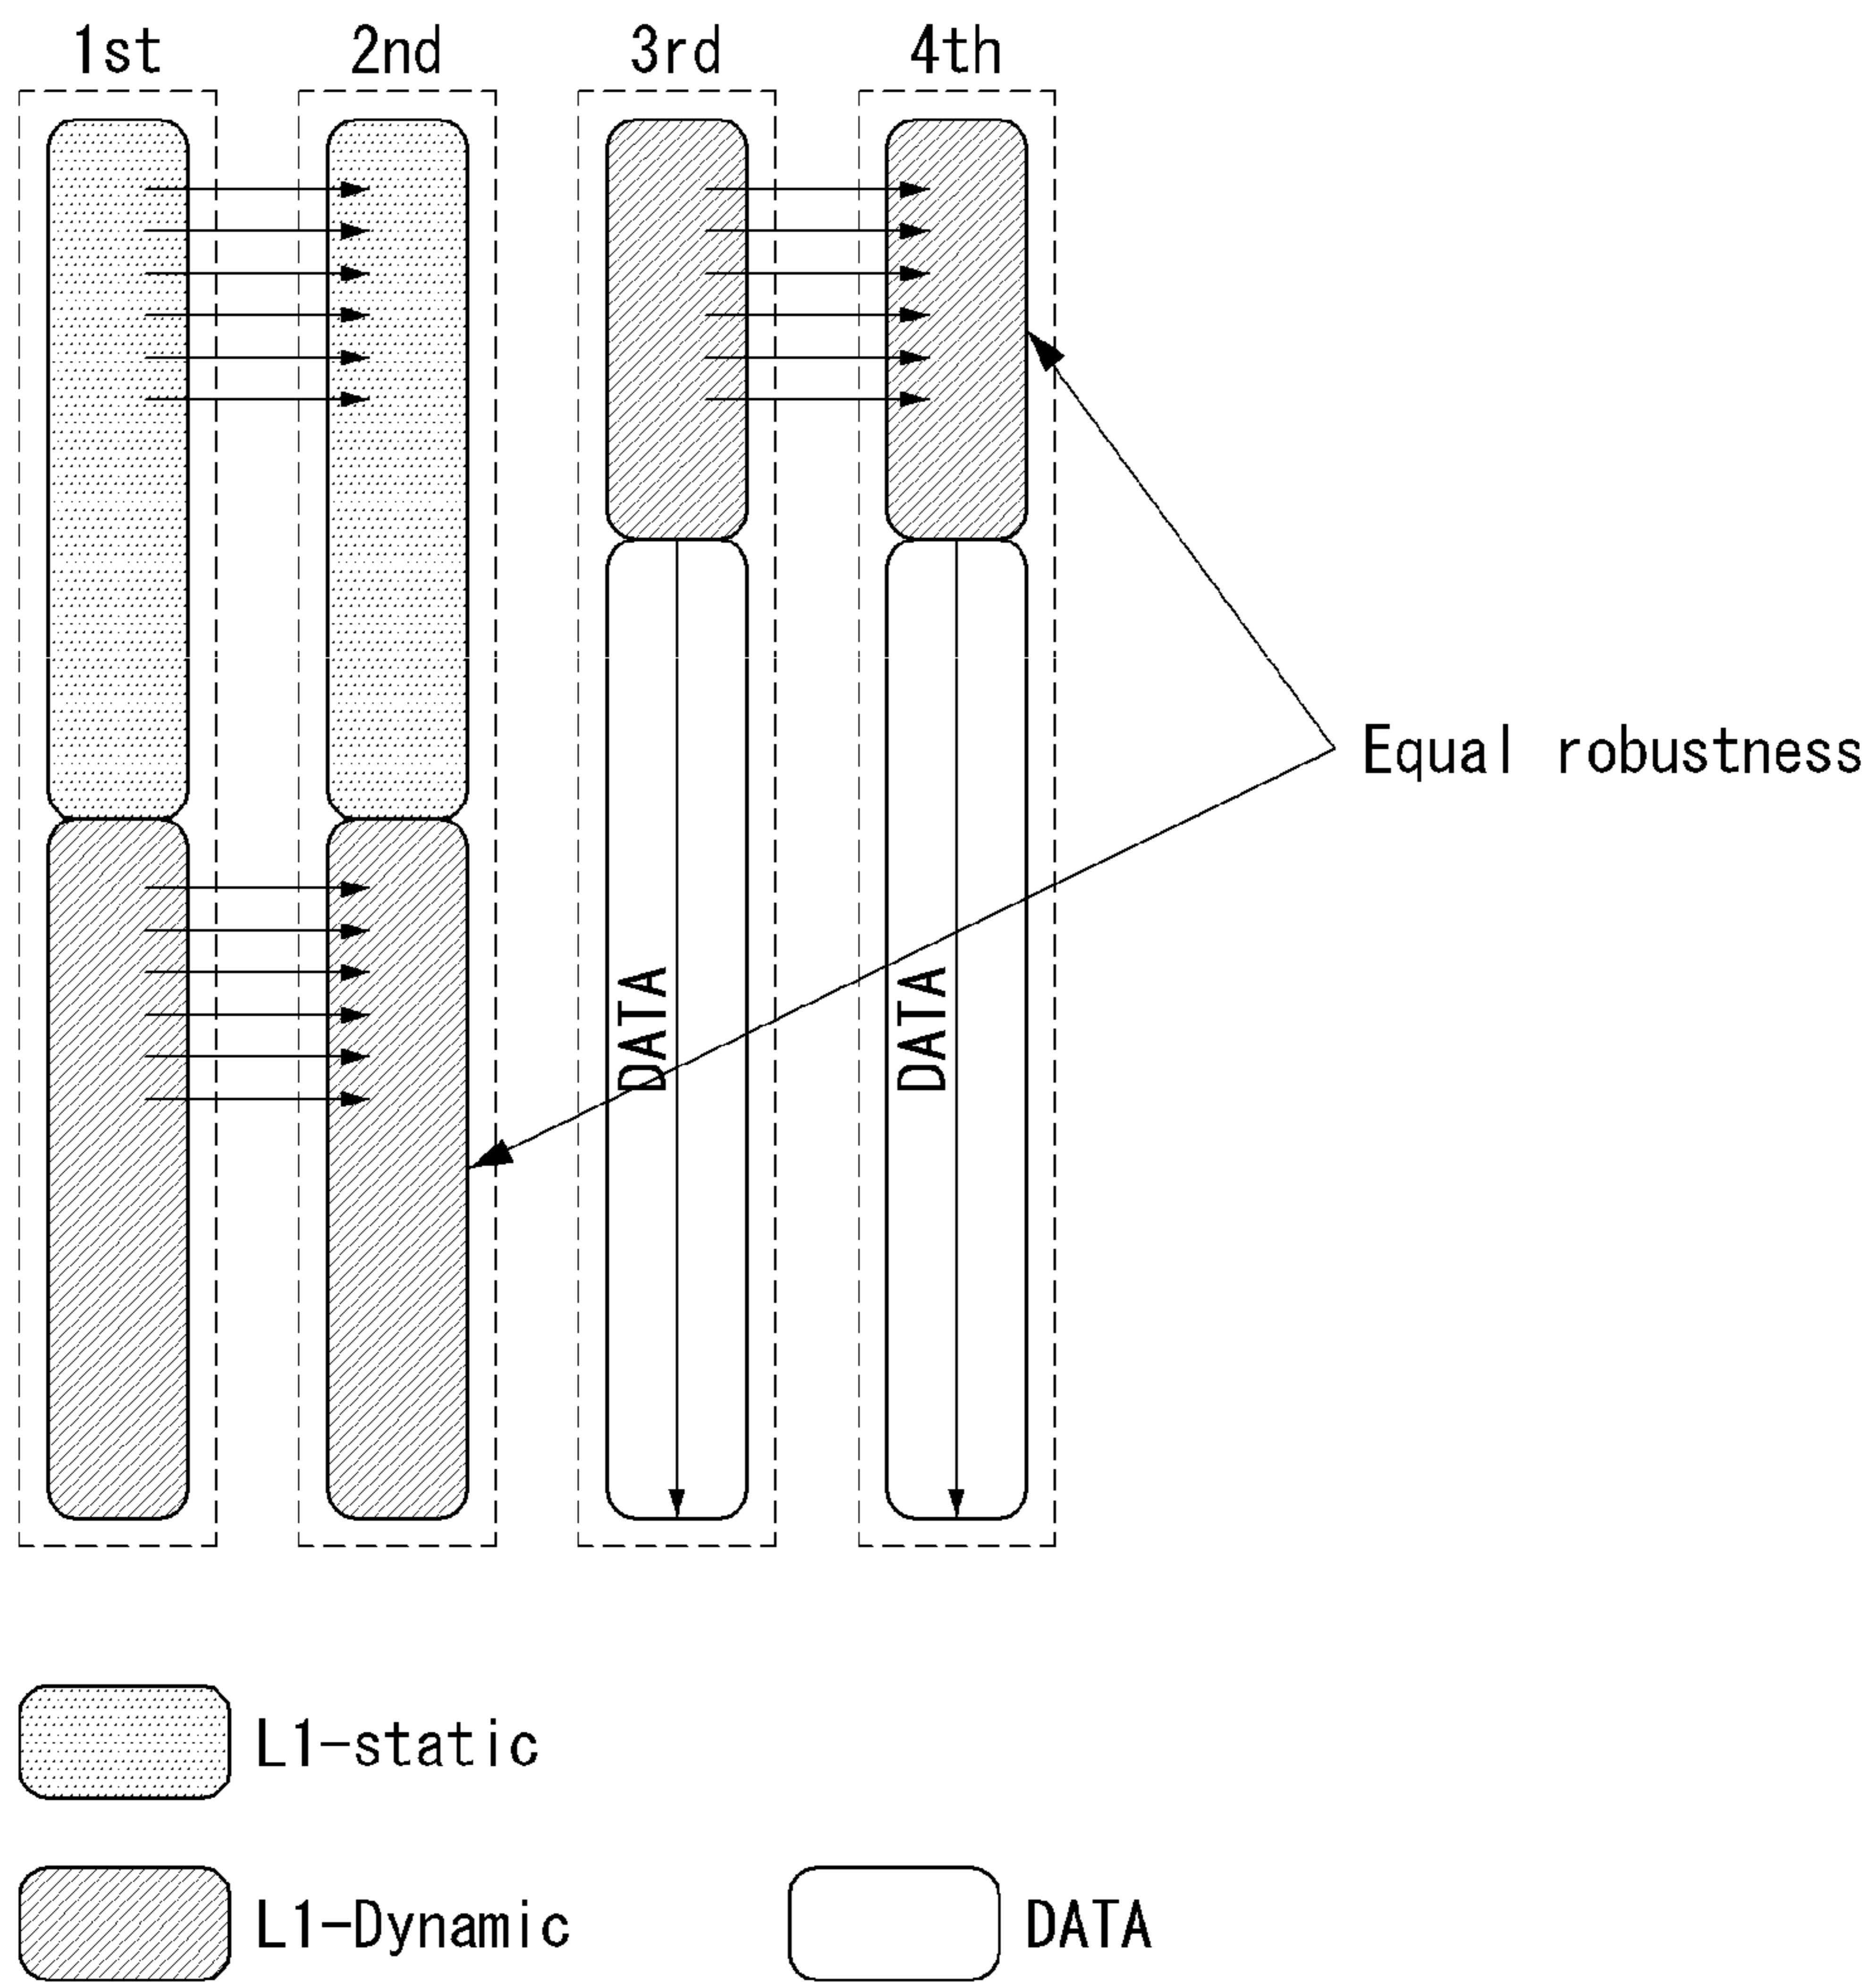 1st 2nd 3rd 4th
Equal robustness
DATA DATA
L1-static
L1-Dynamic DATA